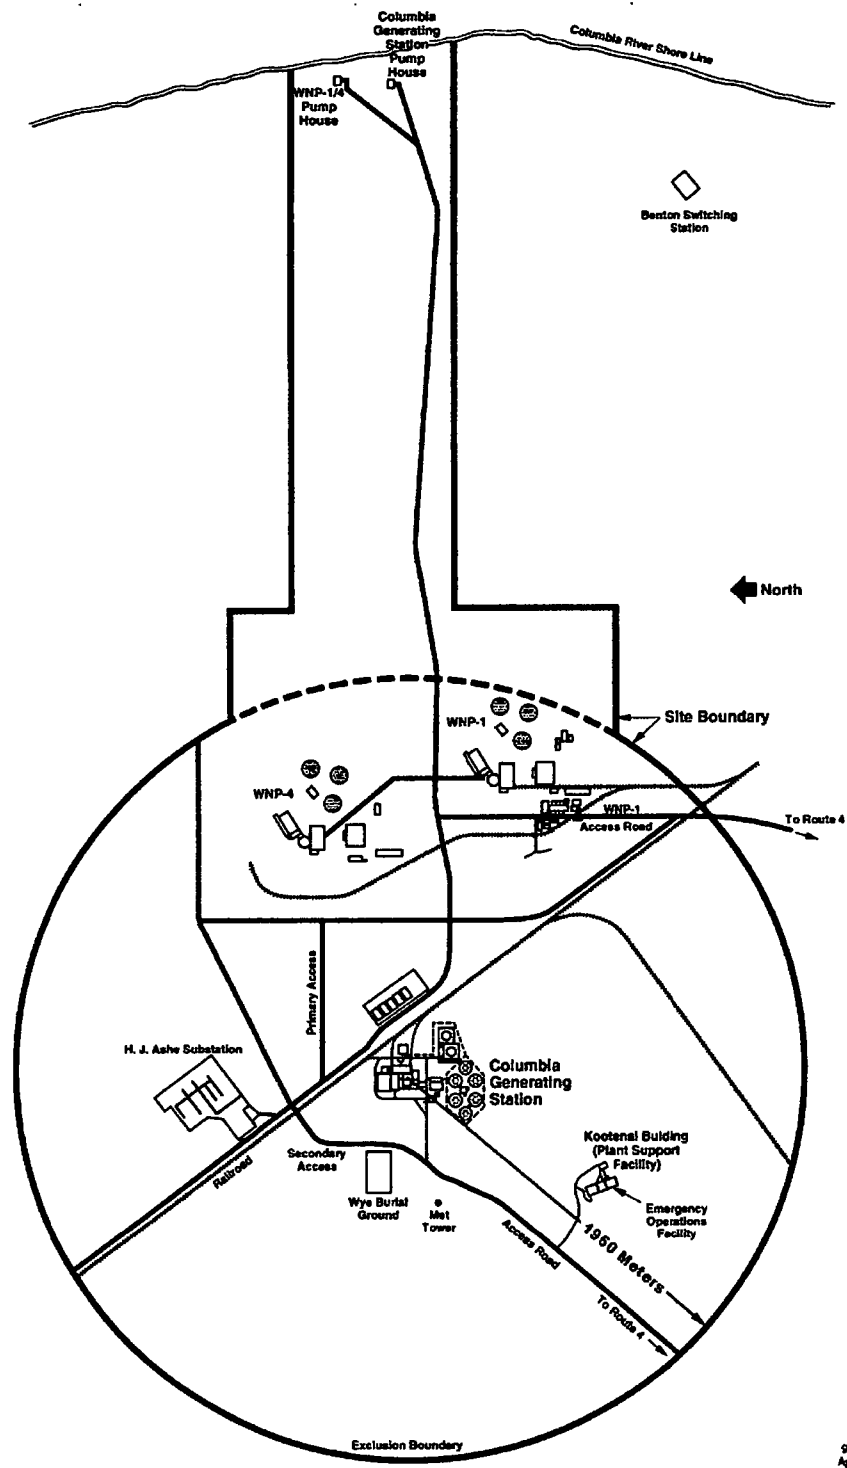 Columbia
Generating
Station
Pump
House
Columbia River Shore Line
WNP-1/4
Pump
House
Benton Switching
Station
North
WNP-1
Site Boundary
WNP-4
WNP-1
Access Road
To Route 4
Primary Access
H. J. Ashe Substation
Columbia
Generating
Station
Kootenai Building
(Plant Support
Facility)
Secondary
Access
Railroad
Wye Burial
Ground
Met
Tower
Emergency
Operations
Facility
Access Road
1960 Meters
To Route 4
Exclusion Boundary